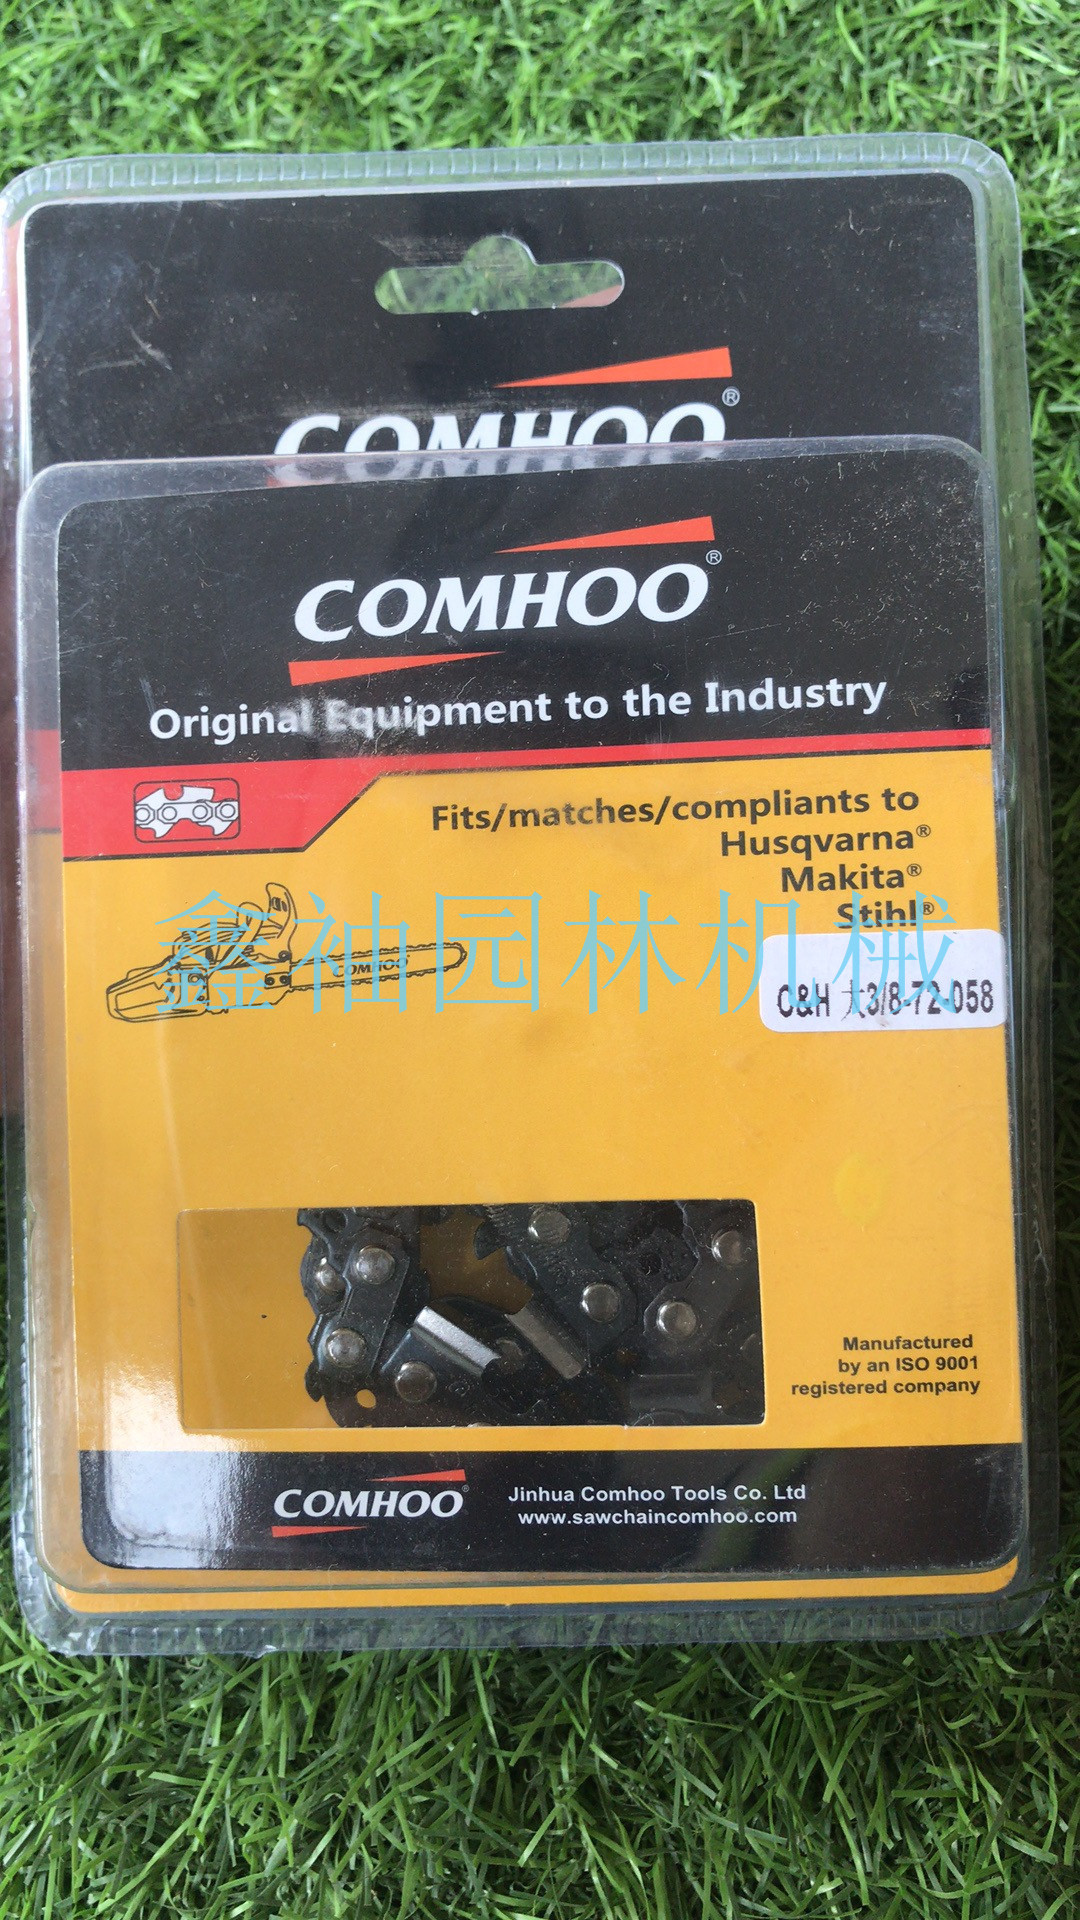 COMHOO®
COMHOO®
Original Equipment to the Industry
Fits/matches/compliants to
Husqvarna®
Makita®
Stihl®
鑫袖园林机械
COMHOO
C&H 大3/8-72-058
Manufactured
by an ISO 9001
registered company
COMHOO®
Jinhua Comhoo Tools Co. Ltd
www.sawchaincomhoo.com